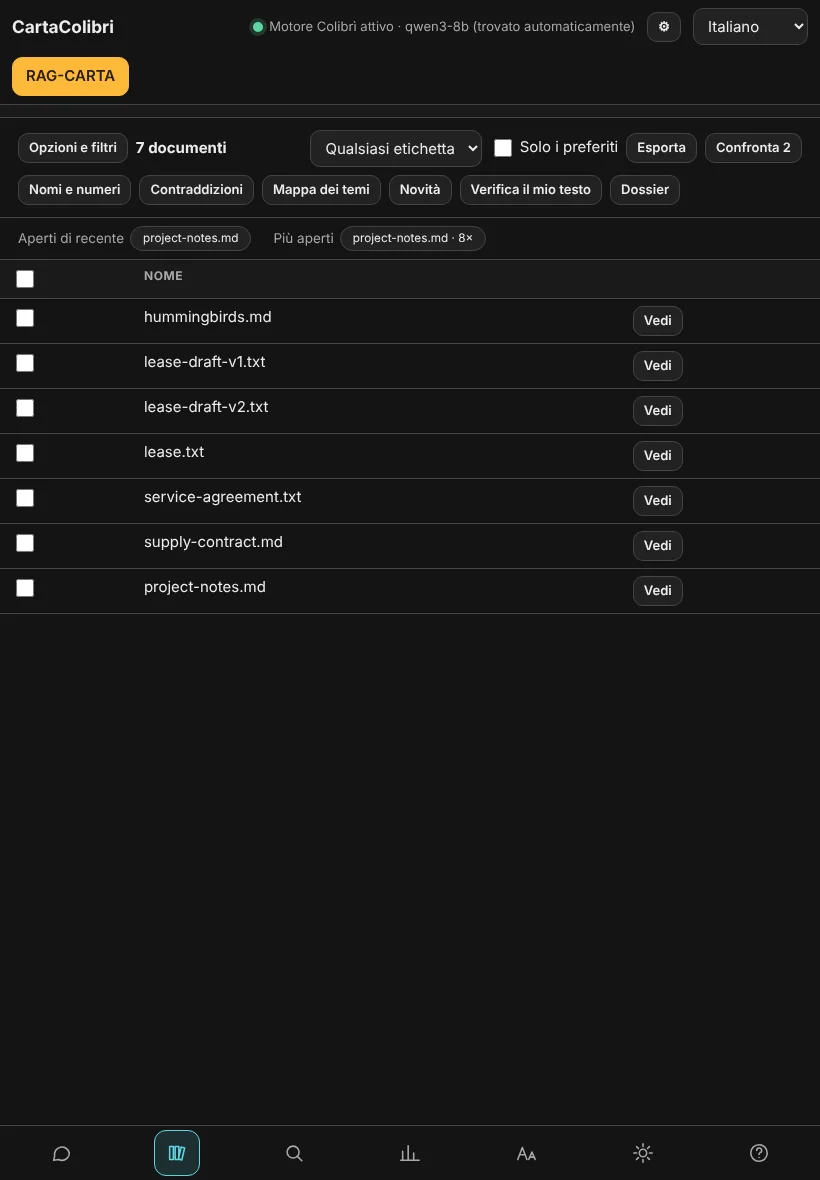 CartaColibrì
Motore Colibrì attivo · qwen3-8b (trovato automaticamente)
Italiano
RAG-CARTA
Opzioni e filtri
7 documenti
Qualsiasi etichetta
Solo i preferiti
Esporta
Confronta 2
Nomi e numeri
Contraddizioni
Mappa dei temi
Novità
Verifica il mio testo
Dossier
Aperti di recente
project-notes.md
Più aperti
project-notes.md · 8×
NOME
hummingbirds.md
Vedi
lease-draft-v1.txt
Vedi
lease-draft-v2.txt
Vedi
lease.txt
Vedi
service-agreement.txt
Vedi
supply-contract.md
Vedi
project-notes.md
Vedi
AA